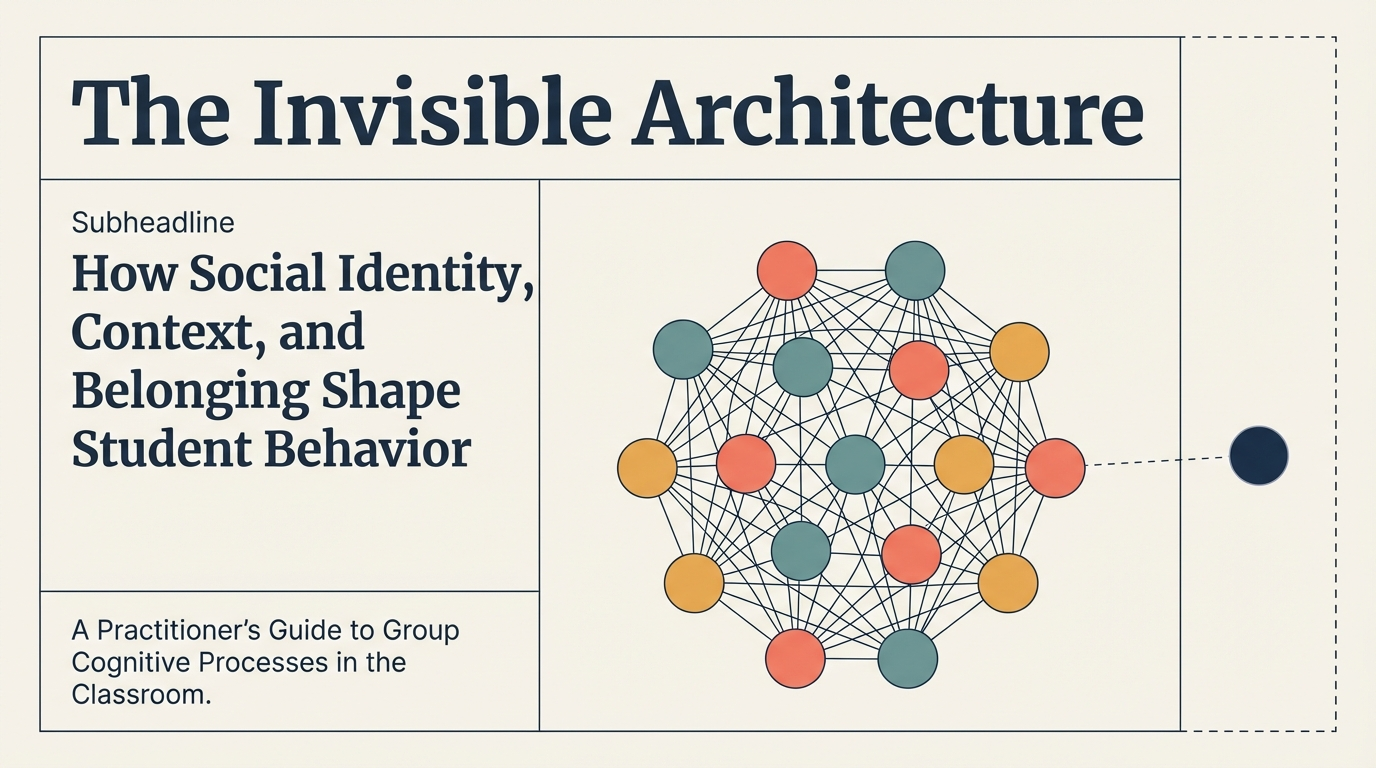 The Invisible Architecture
Subheadline
How Social Identity,
Context, and
Belonging Shape
Student Behavior
A Practitioner’s Guide to Group
Cognitive Processes in the
Classroom.